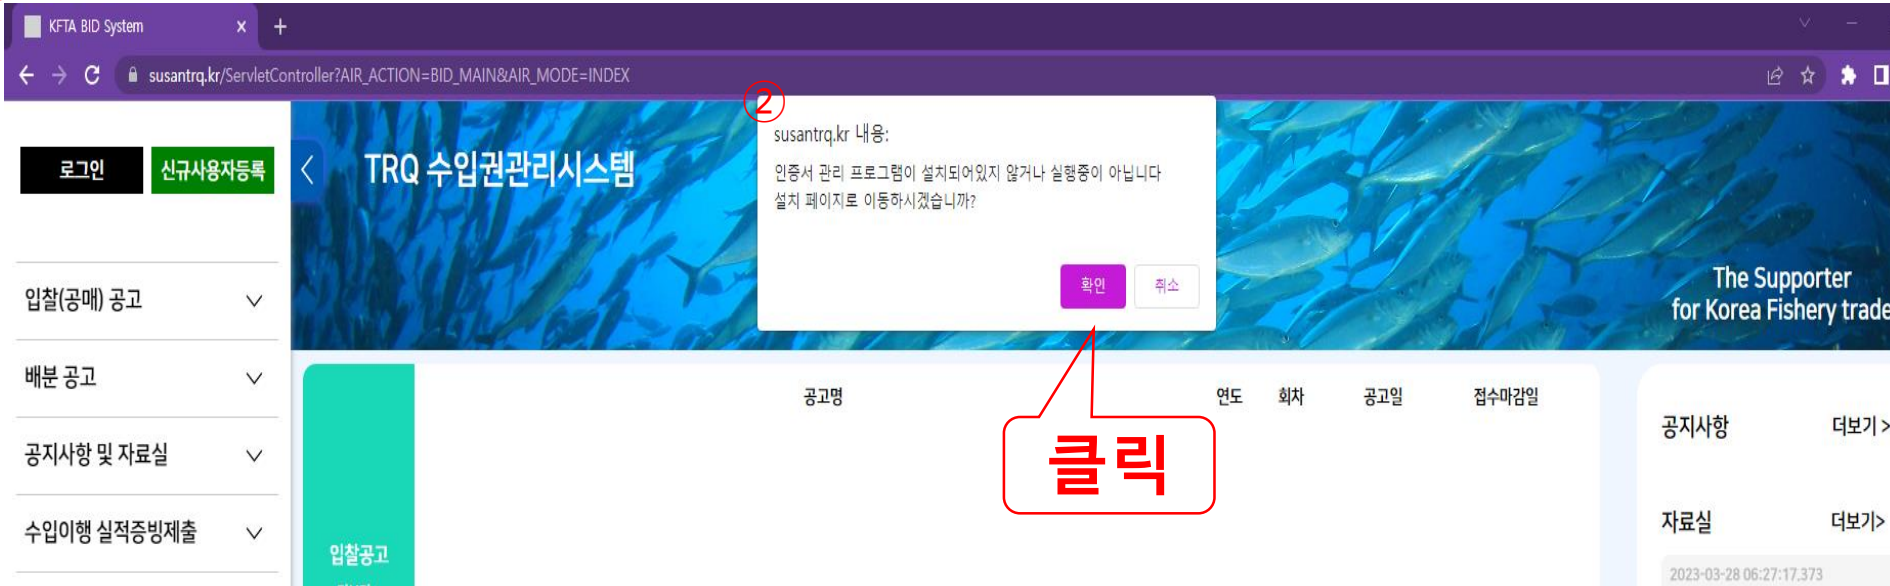 KFTA BID System
susantrq.kr/ServletController?AIR_ACTION=BID_MAIN&AIR_MODE=INDEX
②
susantrq.kr 내용:
인증서 관리 프로그램이 설치되어있지 않거나 실행중이 아닙니다
설치 페이지로 이동하시겠습니까?
확인 취소
클릭
로그인 신규사용자등록
TRQ 수입권관리시스템
The Supporter
for Korea Fishery trade
입찰(공매) 공고
배분 공고
공지사항 및 자료실
수입이행 실적증빙제출
공고명 연도 회차 공고일 접수마감일
입찰공고
공지사항 더보기 >
자료실 더보기>
2023-03-28 06:27:17.373